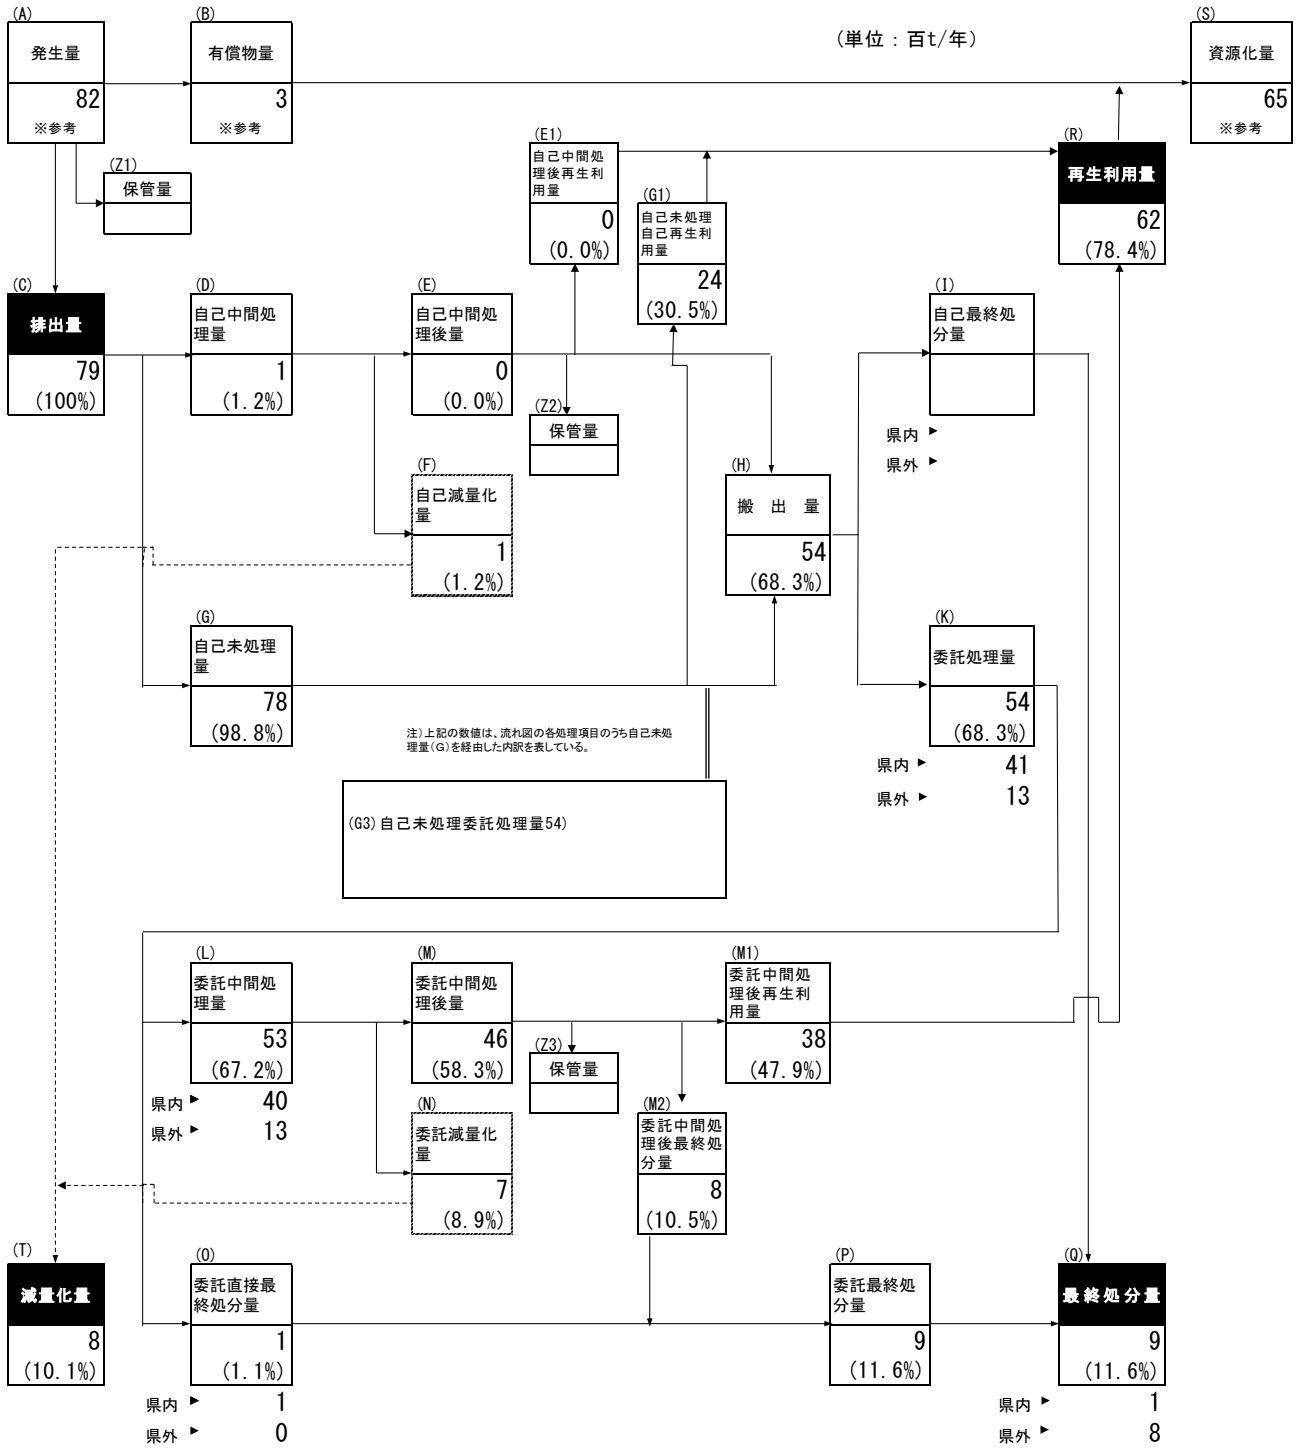 (単位：百t/年)
(A)
発生量
82
※参考
(B)
有償物量
3
※参考
(S)
資源化量
65
※参考
(Z1)
保管量
(E1)
自己中間処
理後再生利
用量
0
(0.0%)
(G1)
自己未処理
自己再生利
用量
24
(30.5%)
(R)
再生利用量
62
(78.4%)
(C)
排出量
79
(100%)
(D)
自己中間処
理量
1
(1.2%)
(E)
自己中間処
理後量
0
(0.0%)
(Z2)
保管量
(I)
自己最終処
分量
県内 ►
県外 ►
(F)
自己減量化
量
1
(1.2%)
(H)
搬　出　量
54
(68.3%)
(G)
自己未処理
量
78
(98.8%)
(K)
委託処理量
54
(68.3%)
県内 ► 41
県外 ► 13
注)上記の数値は、流れ図の各処理項目のうち自己未処
理量(G)を経由した内訳を表している。
(G3)自己未処理委託処理量54)
(L)
委託中間処
理量
53
(67.2%)
県内 ► 40
県外 ► 13
(M)
委託中間処
理後量
46
(58.3%)
(Z3)
保管量
(M1)
委託中間処
理後再生利
用量
38
(47.9%)
(N)
委託減量化
量
7
(8.9%)
(M2)
委託中間処
理後最終処
分量
8
(10.5%)
(T)
減量化量
8
(10.1%)
(O)
委託直接最
終処分量
1
(1.1%)
県内 ► 1
県外 ► 0
(P)
委託最終処
分量
9
(11.6%)
(Q)
最終処分量
9
(11.6%)
県内 ► 1
県外 ► 8